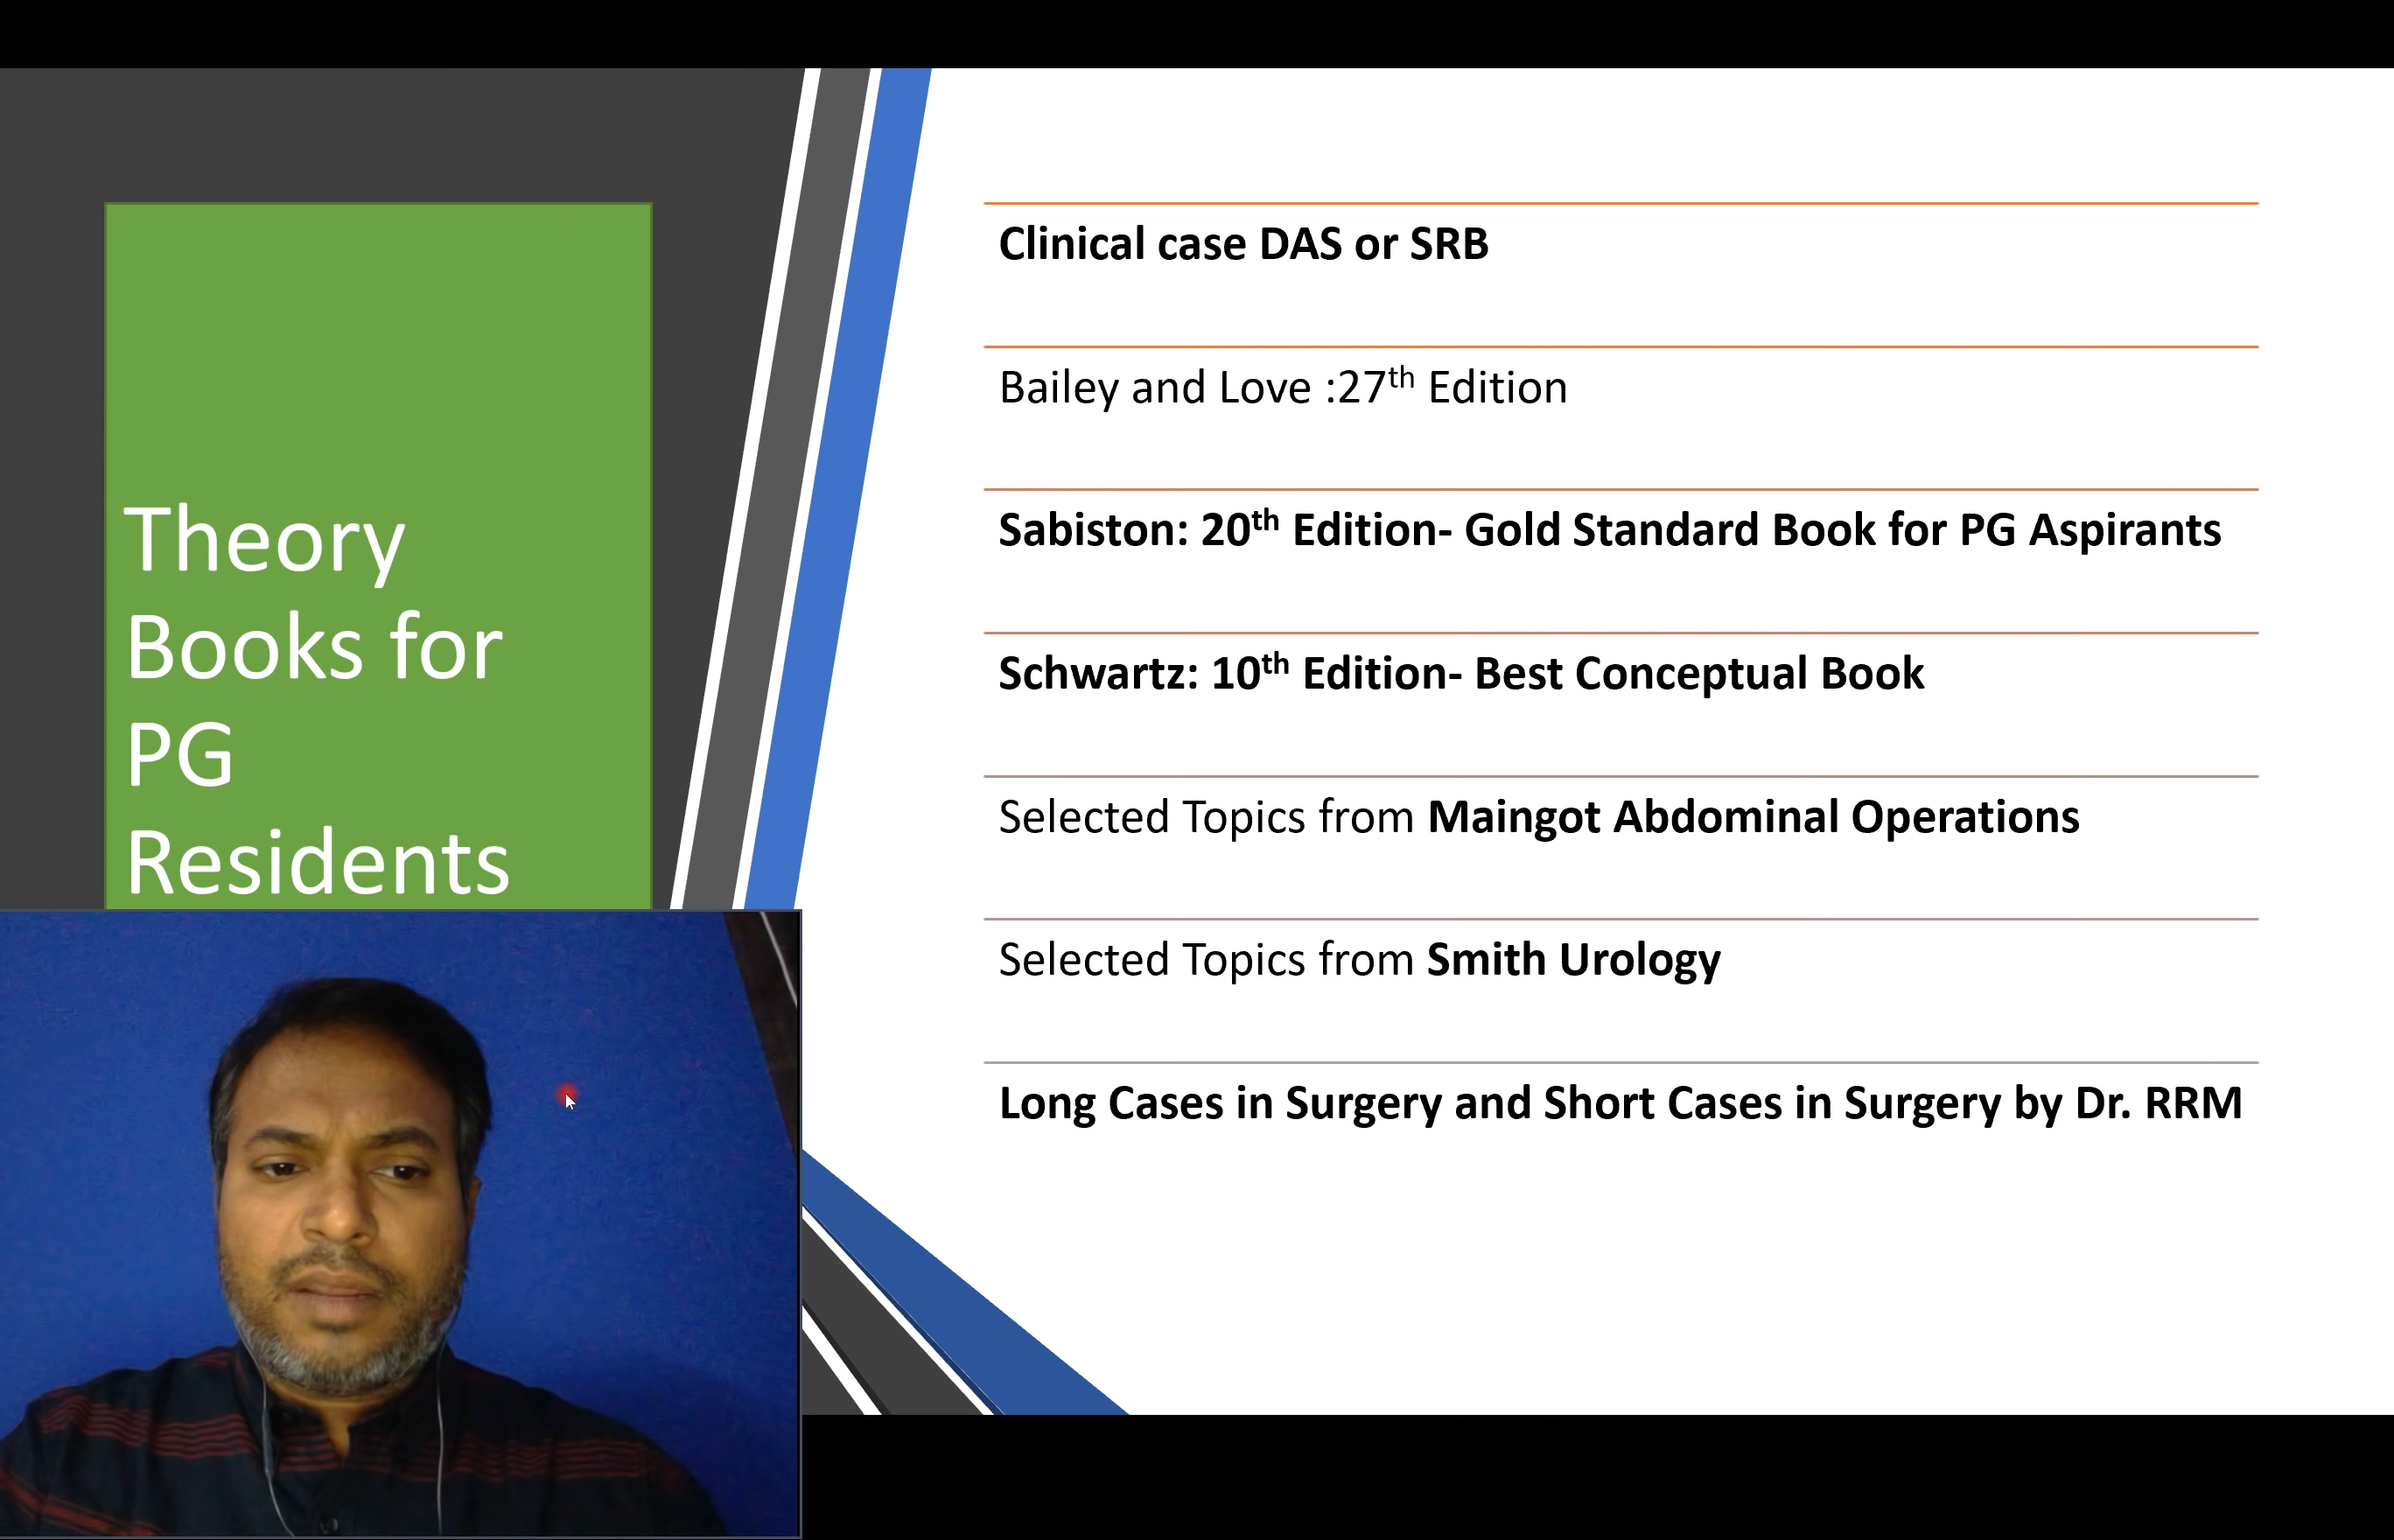 Theory
Books for
PG
Residents
Clinical case DAS or SRB
Bailey and Love :27th Edition
Sabiston: 20th Edition- Gold Standard Book for PG Aspirants
Schwartz: 10th Edition- Best Conceptual Book
Selected Topics from Maingot Abdominal Operations
Selected Topics from Smith Urology
Long Cases in Surgery and Short Cases in Surgery by Dr. RRM